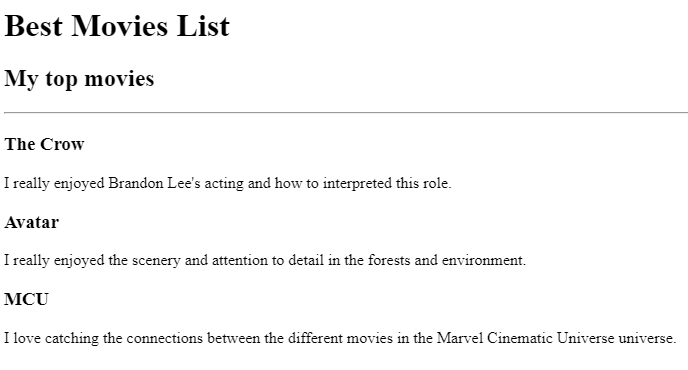 Best Movies List
My top movies
The Crow
I really enjoyed Brandon Lee's acting and how to interpreted this role.
Avatar
I really enjoyed the scenery and attention to detail in the forests and environment.
MCU
I love catching the connections between the different movies in the Marvel Cinematic Universe universe.